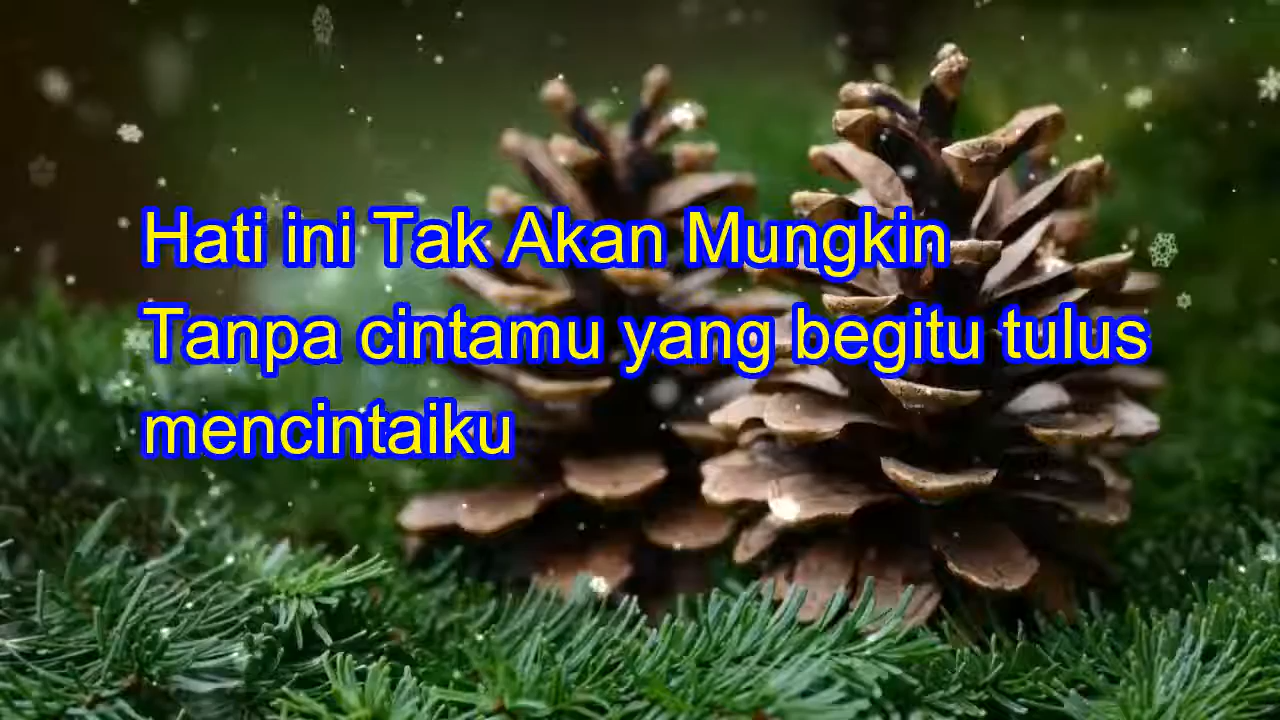 Hati ini Tak Akan Mungkin
Tanpa cintamu yang begitu tulus
mencintaiku